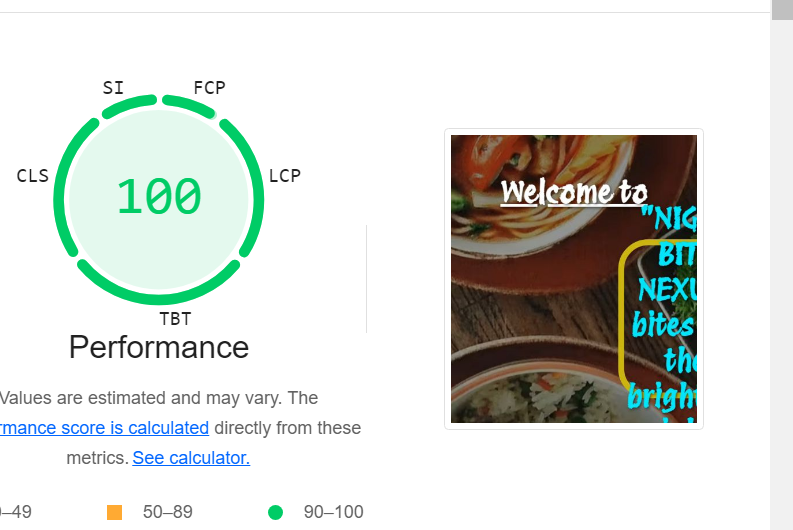 SI
FCP
CLS
LCP
100
TBT
Performance
Values are estimated and may vary. The
rmance score is calculated directly from these
metrics. See calculator.
–49
50–89
90–100
Welcome to
"NIG
BIT
NEXU
bites
the
bright